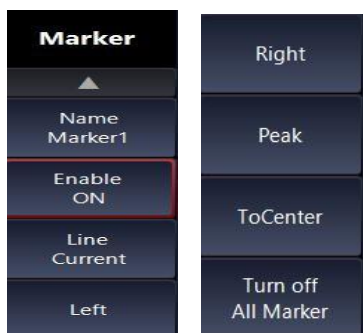 Marker
Name
Marker1
Enable
ON
Line
Current
Left
Right
Peak
ToCenter
Turn off
All Marker